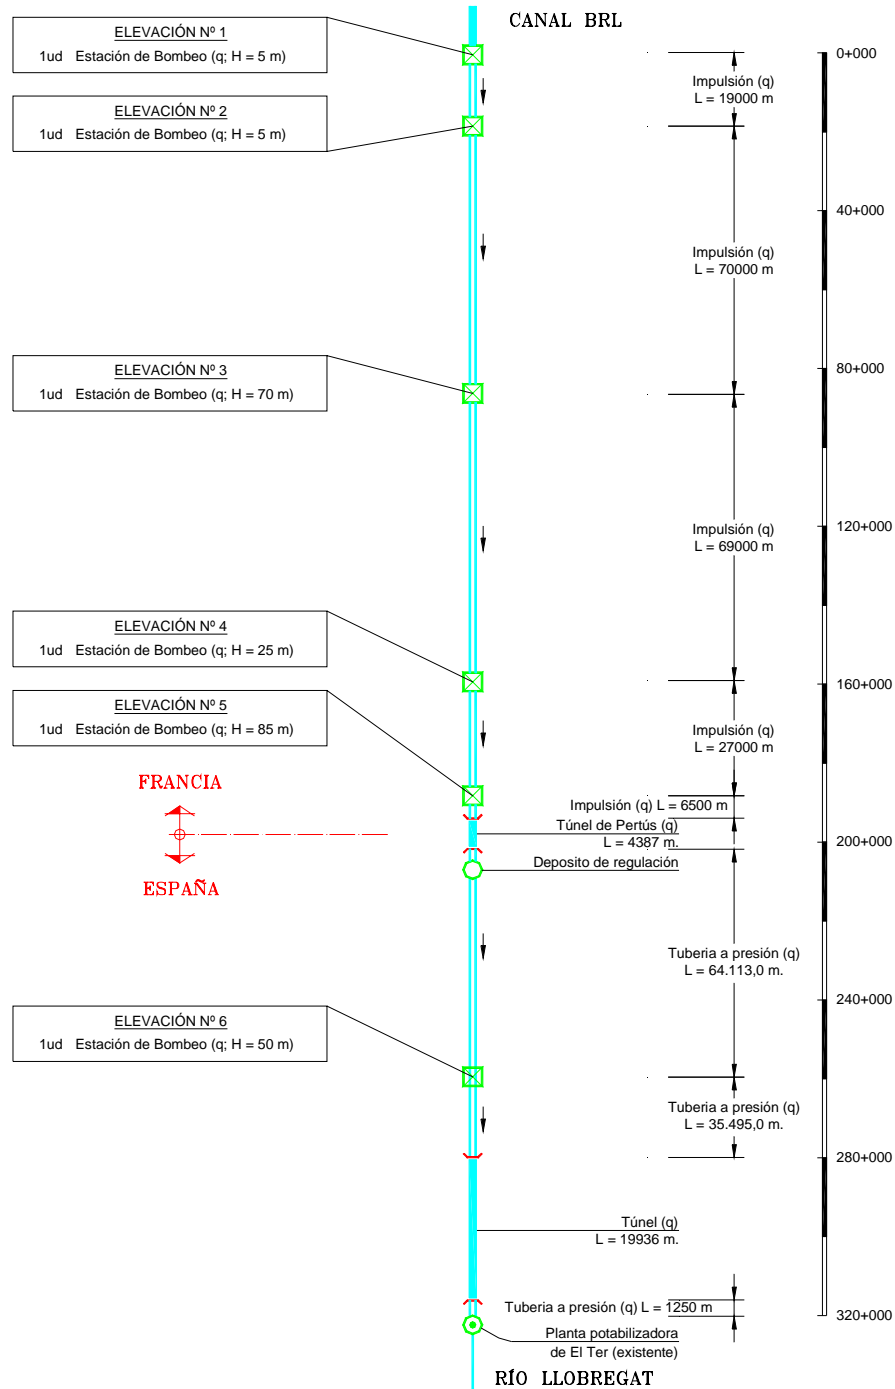 CANAL BRL
ELEVACIÓN Nº 1
1ud Estación de Bombeo (q; H = 5 m)
0+000
Impulsión (q)
L = 19000 m
ELEVACIÓN Nº 2
1ud Estación de Bombeo (q; H = 5 m)
40+000
Impulsión (q)
L = 70000 m
80+000
ELEVACIÓN Nº 3
1ud Estación de Bombeo (q; H = 70 m)
120+000
Impulsión (q)
L = 69000 m
ELEVACIÓN Nº 4
1ud Estación de Bombeo (q; H = 25 m)
160+000
ELEVACIÓN Nº 5
1ud Estación de Bombeo (q; H = 85 m)
Impulsión (q)
L = 27000 m
FRANCIA
ESPAÑA
Impulsión (q) L = 6500 m
Túnel de Pertús (q)
L = 4387 m.
200+000
Deposito de regulación
Tuberia a presión (q)
L = 64.113,0 m.
240+000
ELEVACIÓN Nº 6
1ud Estación de Bombeo (q; H = 50 m)
Tuberia a presión (q)
L = 35.495,0 m.
280+000
Túnel (q)
L = 19936 m.
Tuberia a presión (q) L = 1250 m
320+000
Planta potabilizadora
de El Ter (existente)
RÍO LLOBREGAT